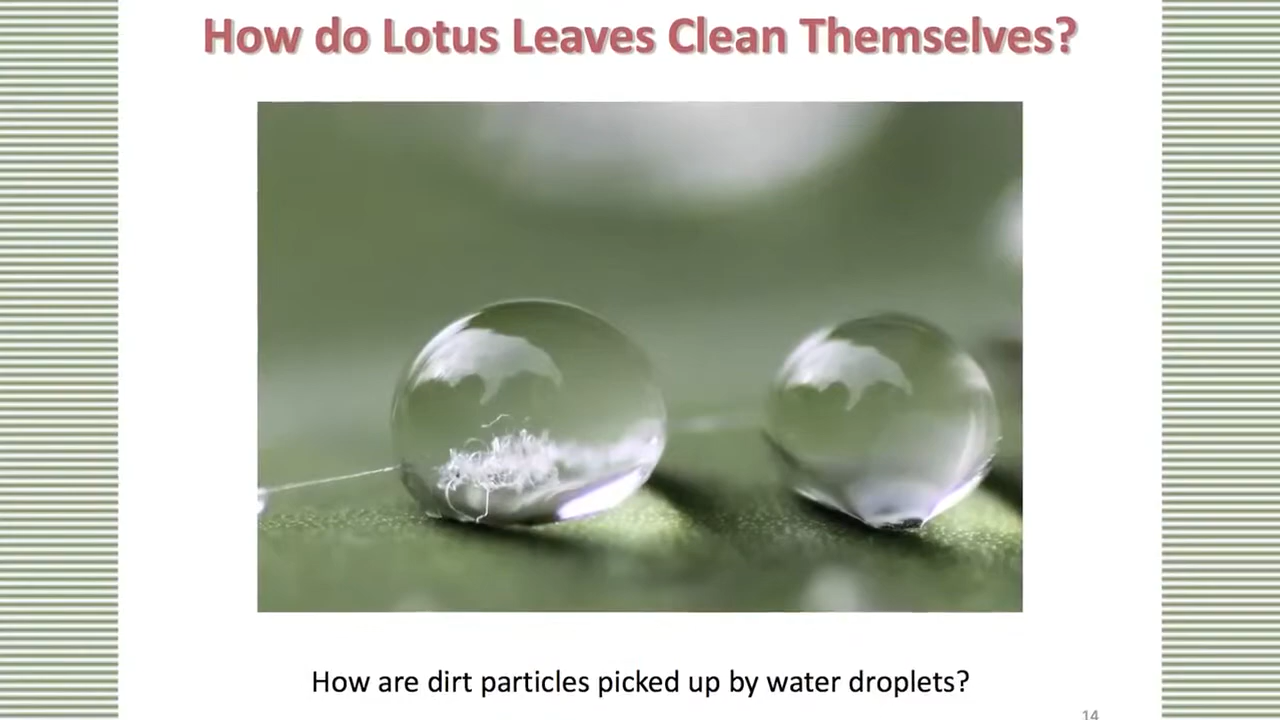 How do Lotus Leaves Clean Themselves?
How are dirt particles picked up by water droplets?
14